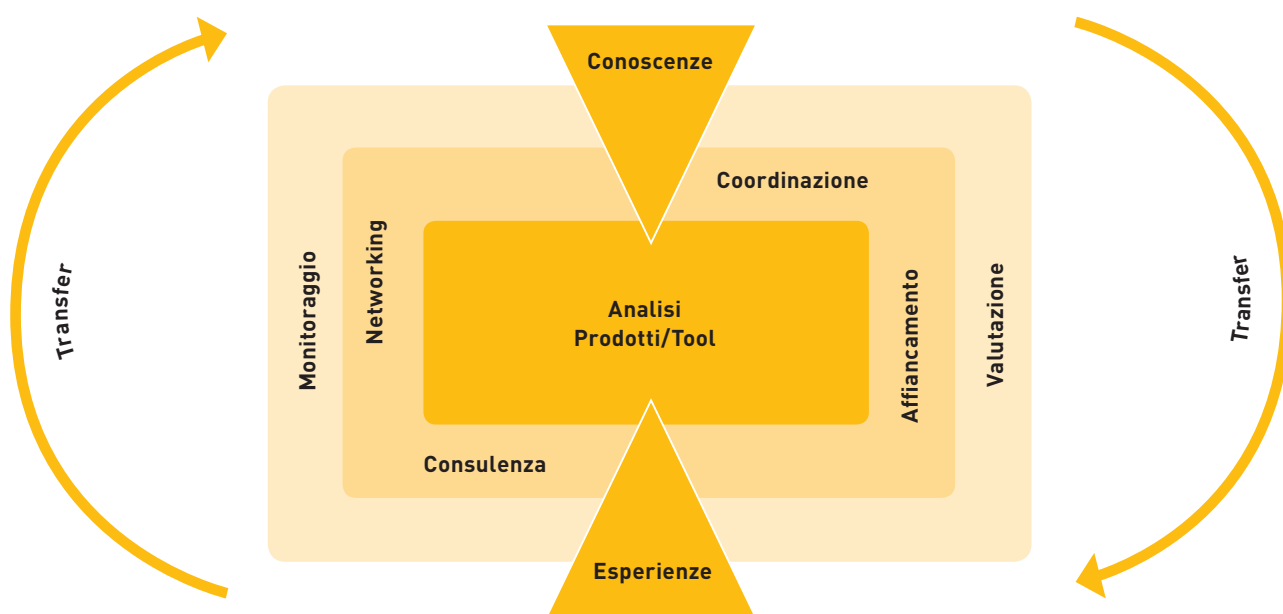 Conoscenze
Coordinazione
Transfer
Monitoraggio
Networking
Analisi
Prodotti/Tool
Affiancamento
Valutazione
Transfer
Consulenza
Esperienze